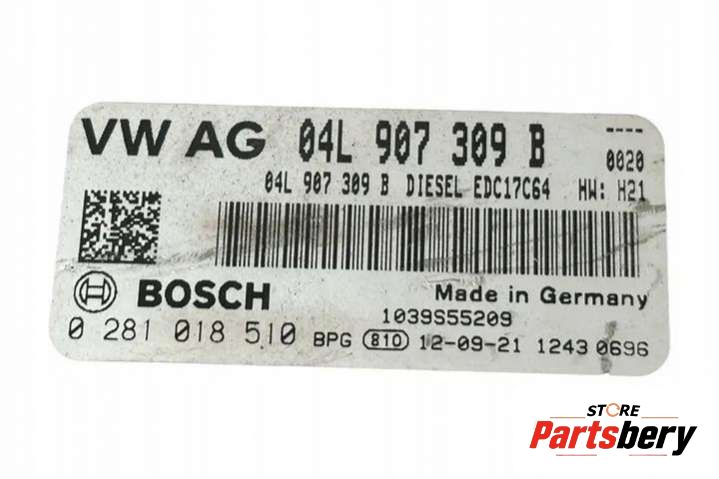 VW AG 04L 907 309 B ----
0020
04L 907 309 B DIESEL EDC17C64 HW: H21
BOSCH Made in Germany
1039S55209
0 281 018 510 BPG 810 12-09-21 1243 0696
STORE
Partsbery